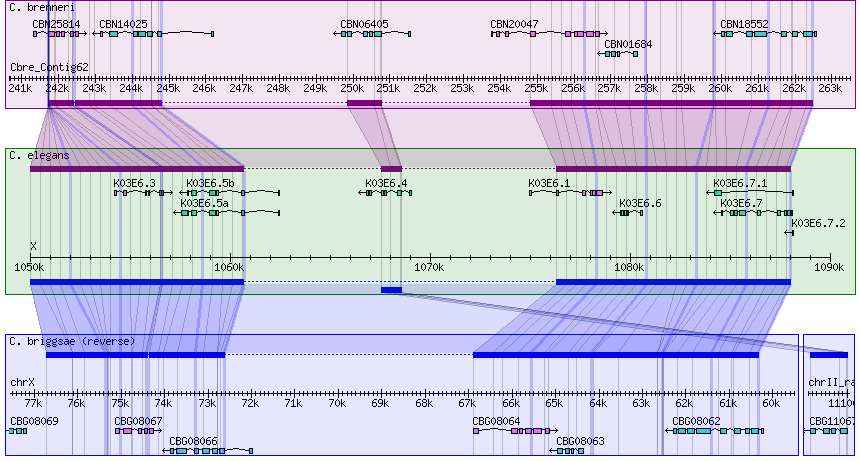 C. brenneri
CBN25814 CBN14025 CBN06405 CBN20047 CBN18552
CBN01684
Cbre_Contig62
241k 242k 243k 244k 245k 246k 247k 248k 249k 250k 251k 252k 253k 254k 255k 256k 257k 258k 259k 260k 261k 262k 263k
C. elegans
K03E6.3 K03E6.5b K03E6.4 K03E6.1 K03E6.7.1
K03E6.5a K03E6.6 K03E6.7
K03E6.7.2
X
1050k 1060k 1070k 1080k 1090k
C. briggsae (reverse)
chrX chrII_ra
77k 76k 75k 74k 73k 72k 71k 70k 69k 68k 67k 66k 65k 64k 63k 62k 61k 60k 1110
CBG08069 CBG08067 CBG08064 CBG08062 CBG11067
CBG08066 CBG08063